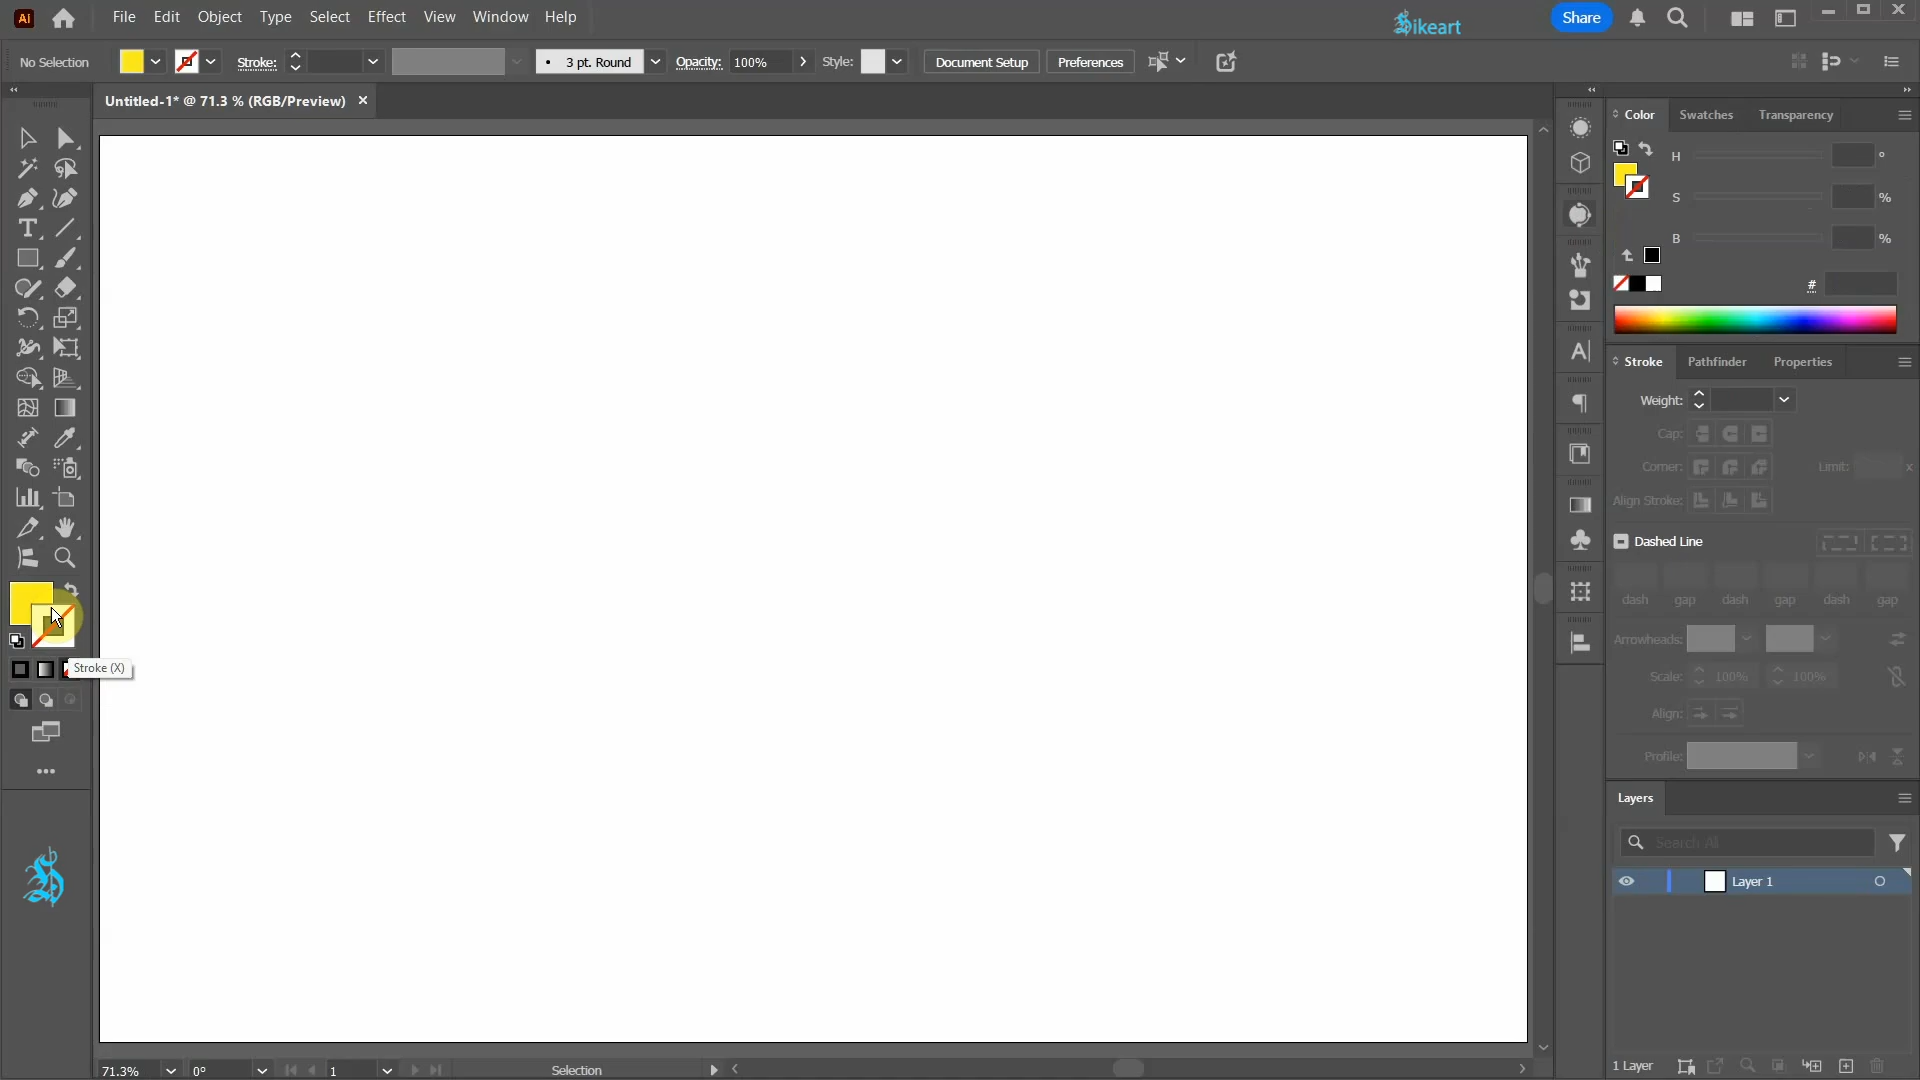 Ai File Edit Object Type Select Effect View Window Help Sikeart Share
No Selection Stroke: 3 pt. Round Opacity: 100% Style: Document Setup Preferences
Untitled-1* @ 71.3 % (RGB/Preview)
Color Swatches Transparency
H °
S %
B %
#
Stroke Pathfinder Properties
Weight:
Cap:
Corner: Limit: x
Align Stroke:
Dashed Line
dash gap dash gap dash gap
Arrowheads:
Scale: 100% 100%
Align:
Profile:
Stroke (X)
Layers
Search All
Layer 1
1 Layer
71.3% 0° 1 Selection